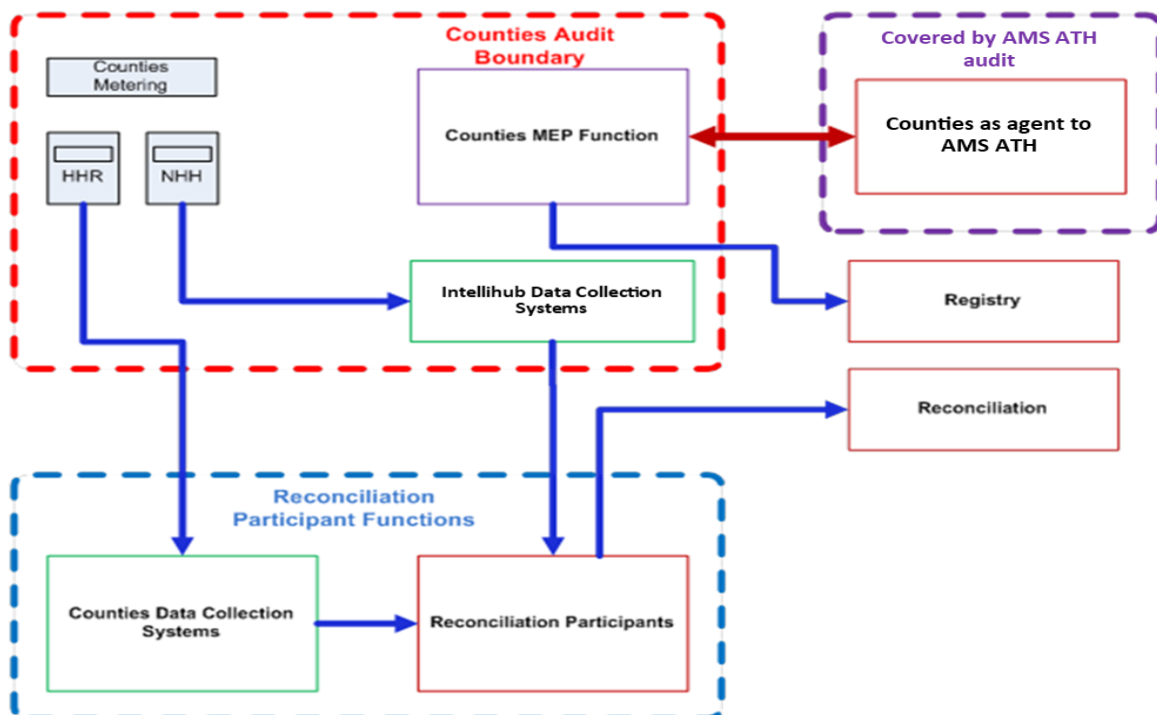 Counties Audit
Boundary
Covered by AMS ATH
audit
Counties
Metering
HHR
NHH
Counties MEP Function
Counties as agent to
AMS ATH
Intellihub Data Collection
Systems
Registry
Reconciliation
Reconciliation
Participant Functions
Counties Data Collection
Systems
Reconciliation Participants